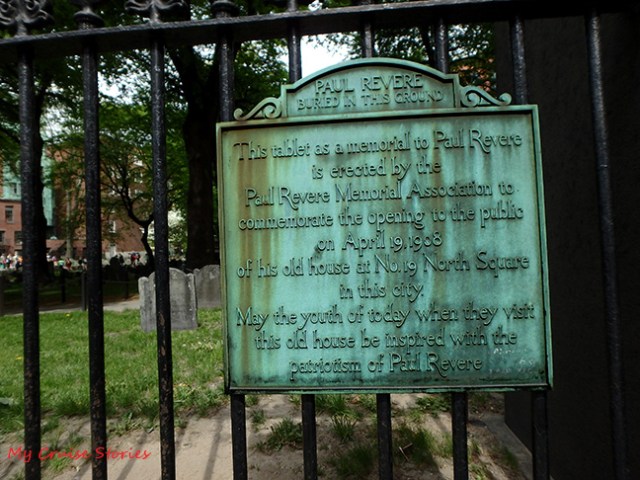 PAUL REVERE
BURIED IN THIS GROUND
This tablet as a memorial to Paul Revere
is erected by the
Paul Revere Memorial Association to
commemorate the opening to the public
on April 19, 1908
of his old house at No. 19 North Square
in this city.
May the youth of today when they visit
this old house be inspired with the
patriotism of Paul Revere
My Cruise Stories